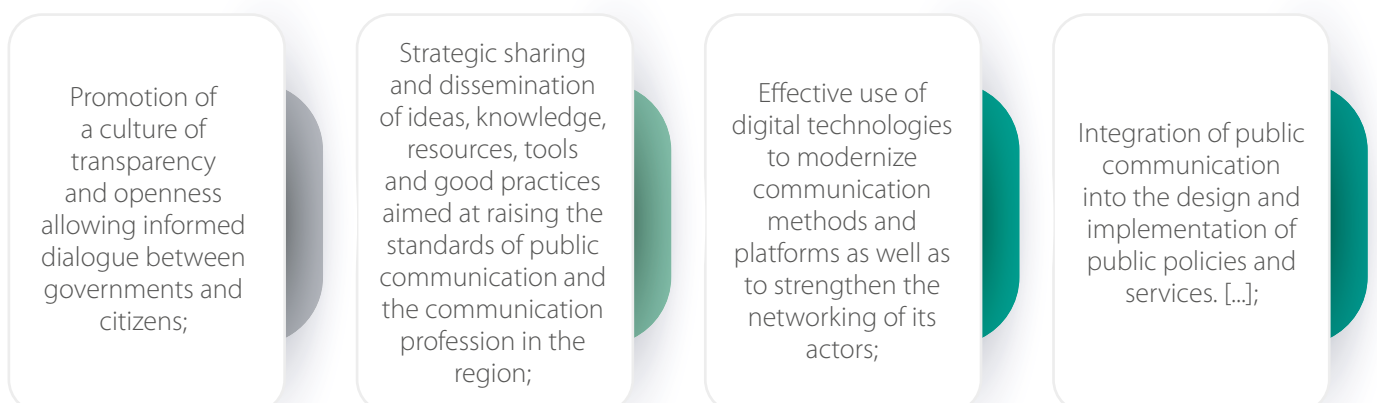 Promotion of
a culture of
transparency
and openness
allowing informed
dialogue between
governments and
citizens;
Strategic sharing
and dissemination
of ideas, knowledge,
resources, tools
and good practices
aimed at raising the
standards of public
communication and
the communication
profession in the
region;
Effective use of
digital technologies
to modernize
communication
methods and
platforms as well as
to strengthen the
networking of its
actors;
Integration of public
communication
into the design and
implementation of
public policies and
services. [...];